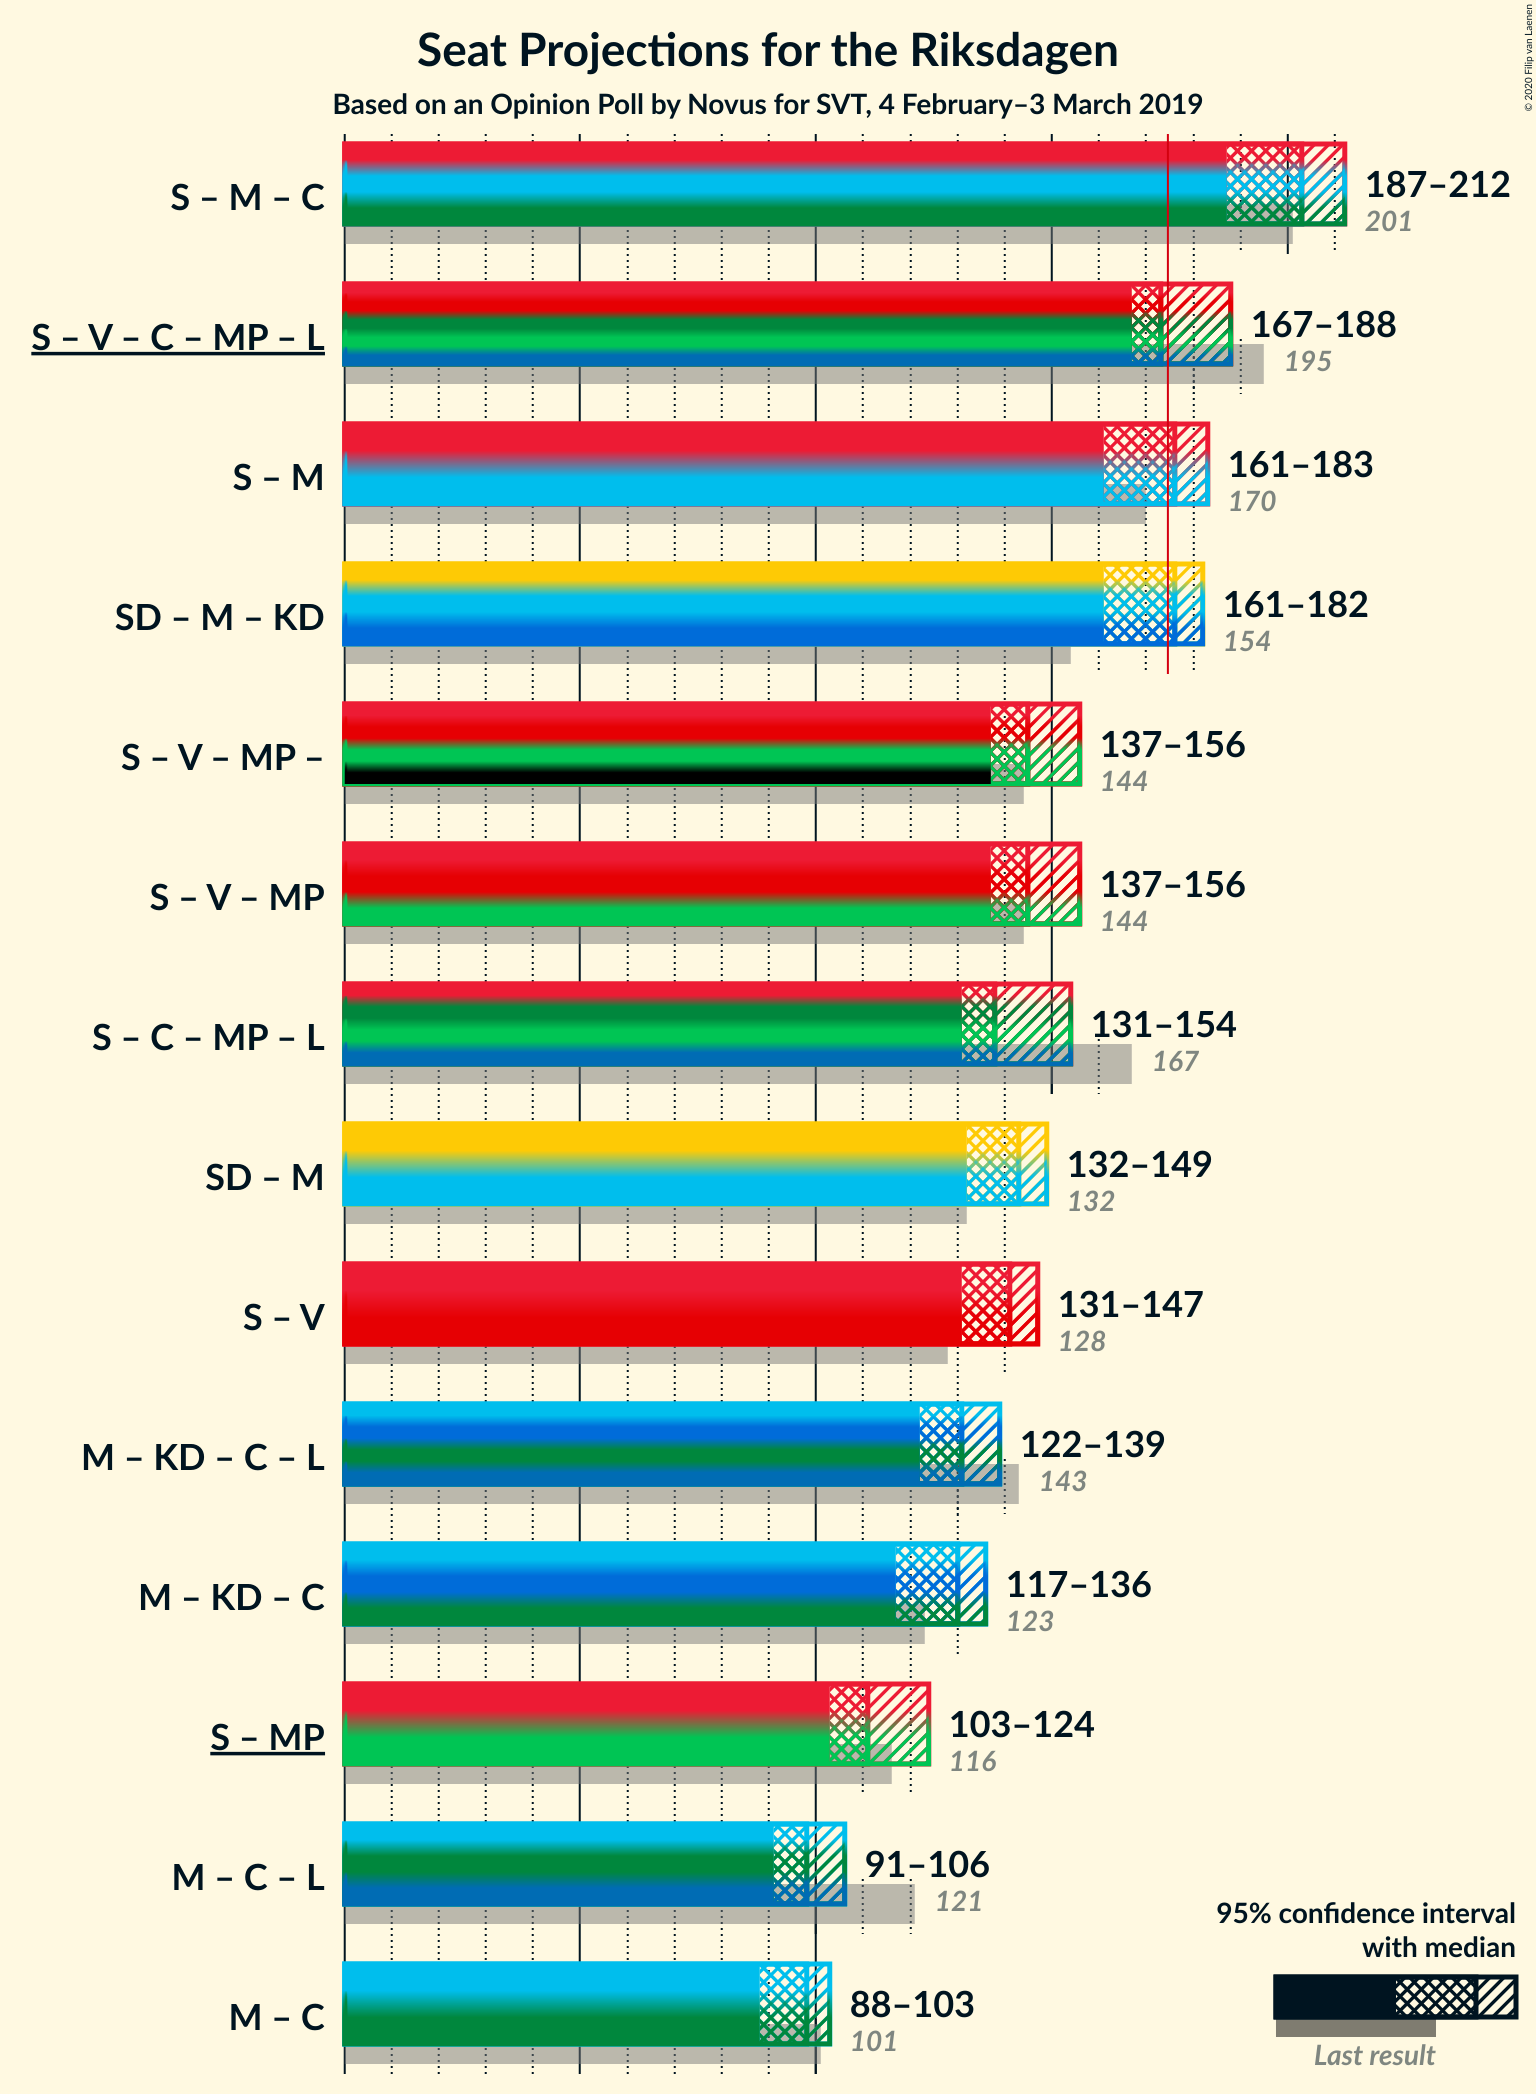 © 2020 Filip van Laenen
Seat Projections for the Riksdagen
Based on an Opinion Poll by Novus for SVT, 4 February–3 March 2019
S – M – C
187–212
201
S – V – C – MP – L
167–188
195
S – M
161–183
170
SD – M – KD
161–182
154
S – V – MP –
137–156
144
S – V – MP
137–156
144
S – C – MP – L
131–154
167
SD – M
132–149
132
S – V
131–147
128
M – KD – C – L
122–139
143
M – KD – C
117–136
123
S – MP
103–124
116
M – C – L
91–106
121
M – C
88–103
101
95% confidence interval
with median
Last result